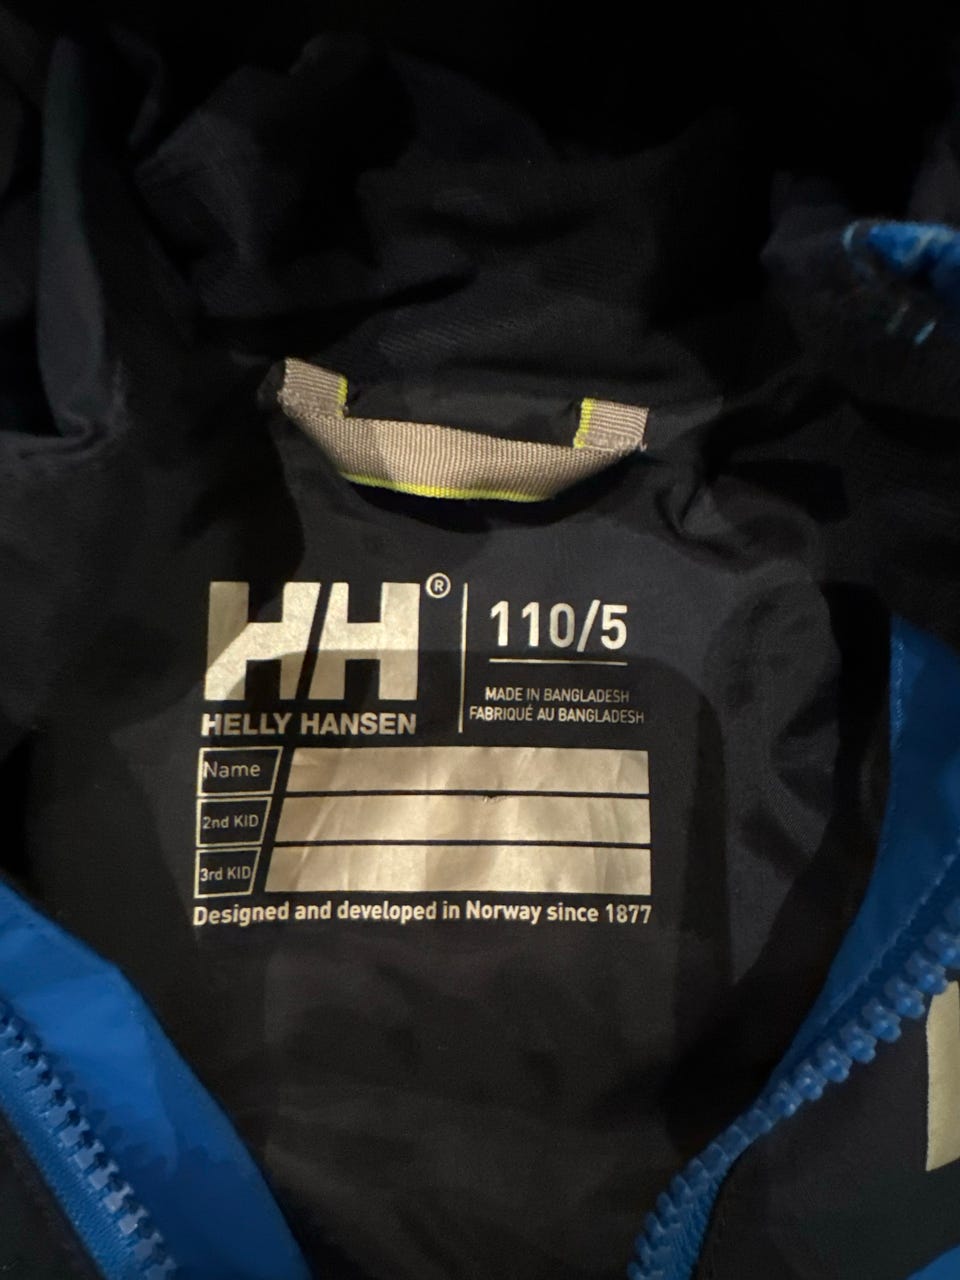 HH®
HELLY HANSEN
110/5
MADE IN BANGLADESH
FABRIQUÉ AU BANGLADESH
Name
2nd KID
3rd KID
Designed and developed in Norway since 1877